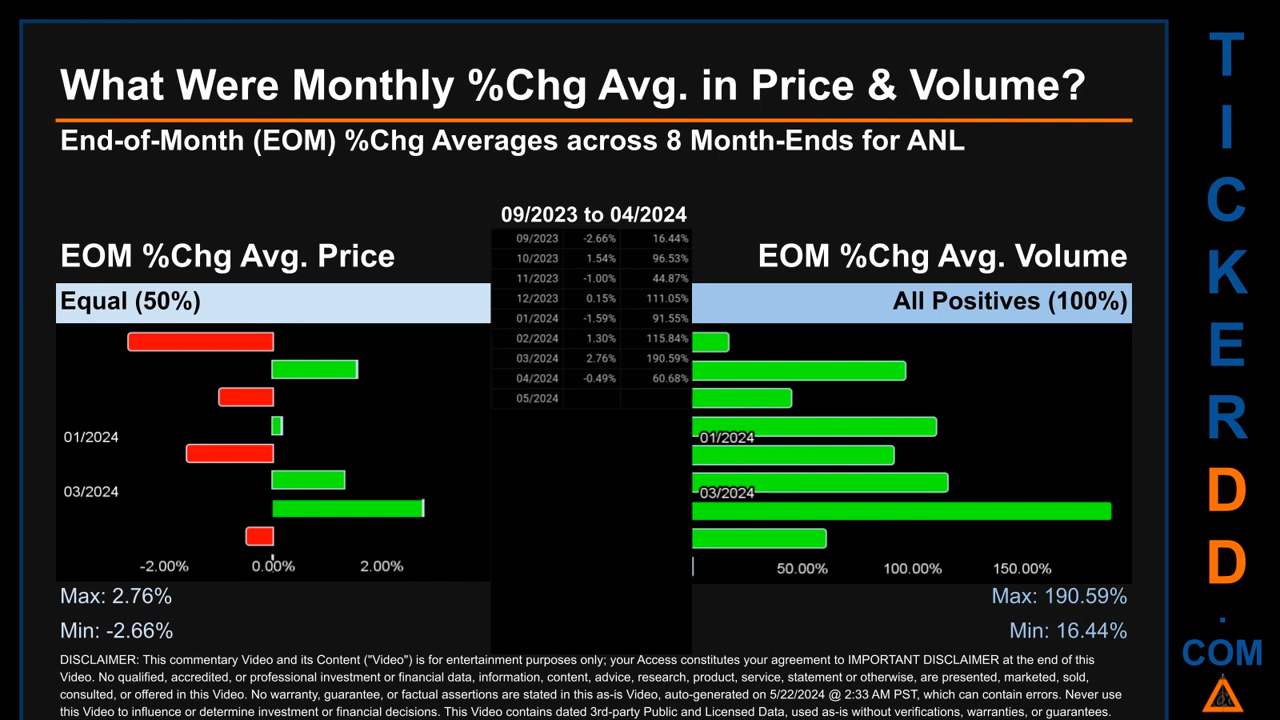 What Were Monthly %Chg Avg. in Price & Volume?
End-of-Month (EOM) %Chg Averages across 8 Month-Ends for ANL
09/2023 to 04/2024
EOM %Chg Avg. Price
EOM %Chg Avg. Volume
Equal (50%)
All Positives (100%)
09/2023 -2.66% 16.44%
10/2023 1.54% 96.53%
11/2023 -1.00% 44.87%
12/2023 0.15% 111.05%
01/2024 -1.59% 91.55%
02/2024 1.30% 115.84%
03/2024 2.76% 190.59%
04/2024 -0.49% 60.68%
05/2024
01/2024
03/2024
-2.00% 0.00% 2.00%
01/2024
03/2024
50.00% 100.00% 150.00%
Max: 2.76%
Min: -2.66%
Max: 190.59%
Min: 16.44%
DISCLAIMER: This commentary Video and its Content ("Video") is for entertainment purposes only; your Access constitutes your agreement to IMPORTANT DISCLAIMER at the end of this
Video. No qualified, accredited, or professional investment or financial data, information, content, advice, research, product, service, statement or otherwise, are presented, marketed, sold,
consulted, or offered in this Video. No warranty, guarantee, or factual assertions are stated in this as-is Video, auto-generated on 5/22/2024 @ 2:33 AM PST, which can contain errors. Never use
this Video to influence or determine investment or financial decisions. This Video contains dated 3rd-party Public and Licensed Data, used as-is without verifications, warranties, or guarantees.
T
I
C
K
E
R
D
D
.
COM